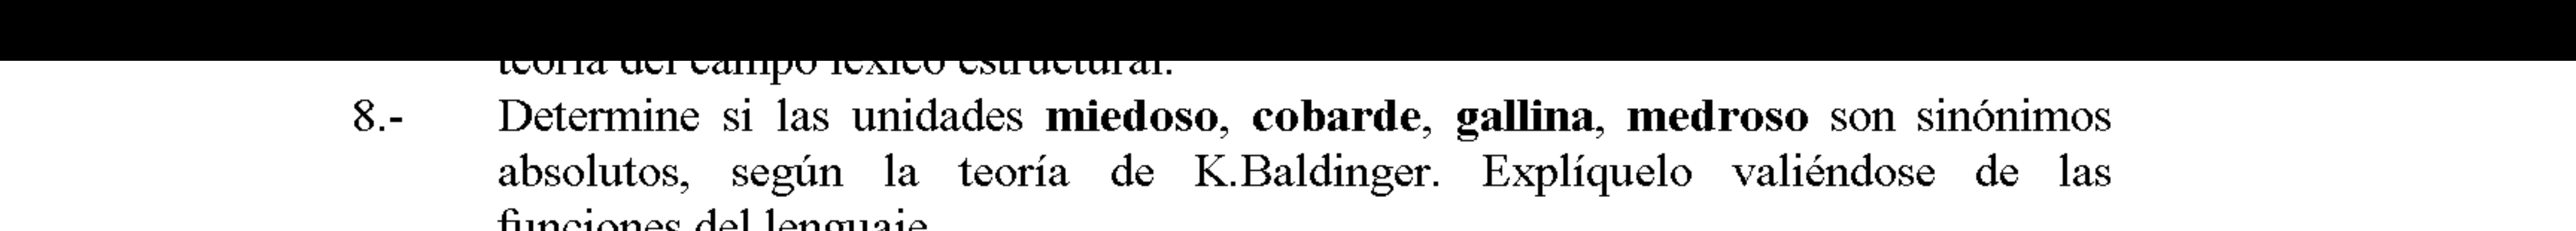 teoría del campo léxico estructural.
8.- Determine si las unidades miedoso, cobarde, gallina, medroso son sinónimos
absolutos, según la teoría de K.Baldinger. Explíquelo valiéndose de las
funciones del lenguaje